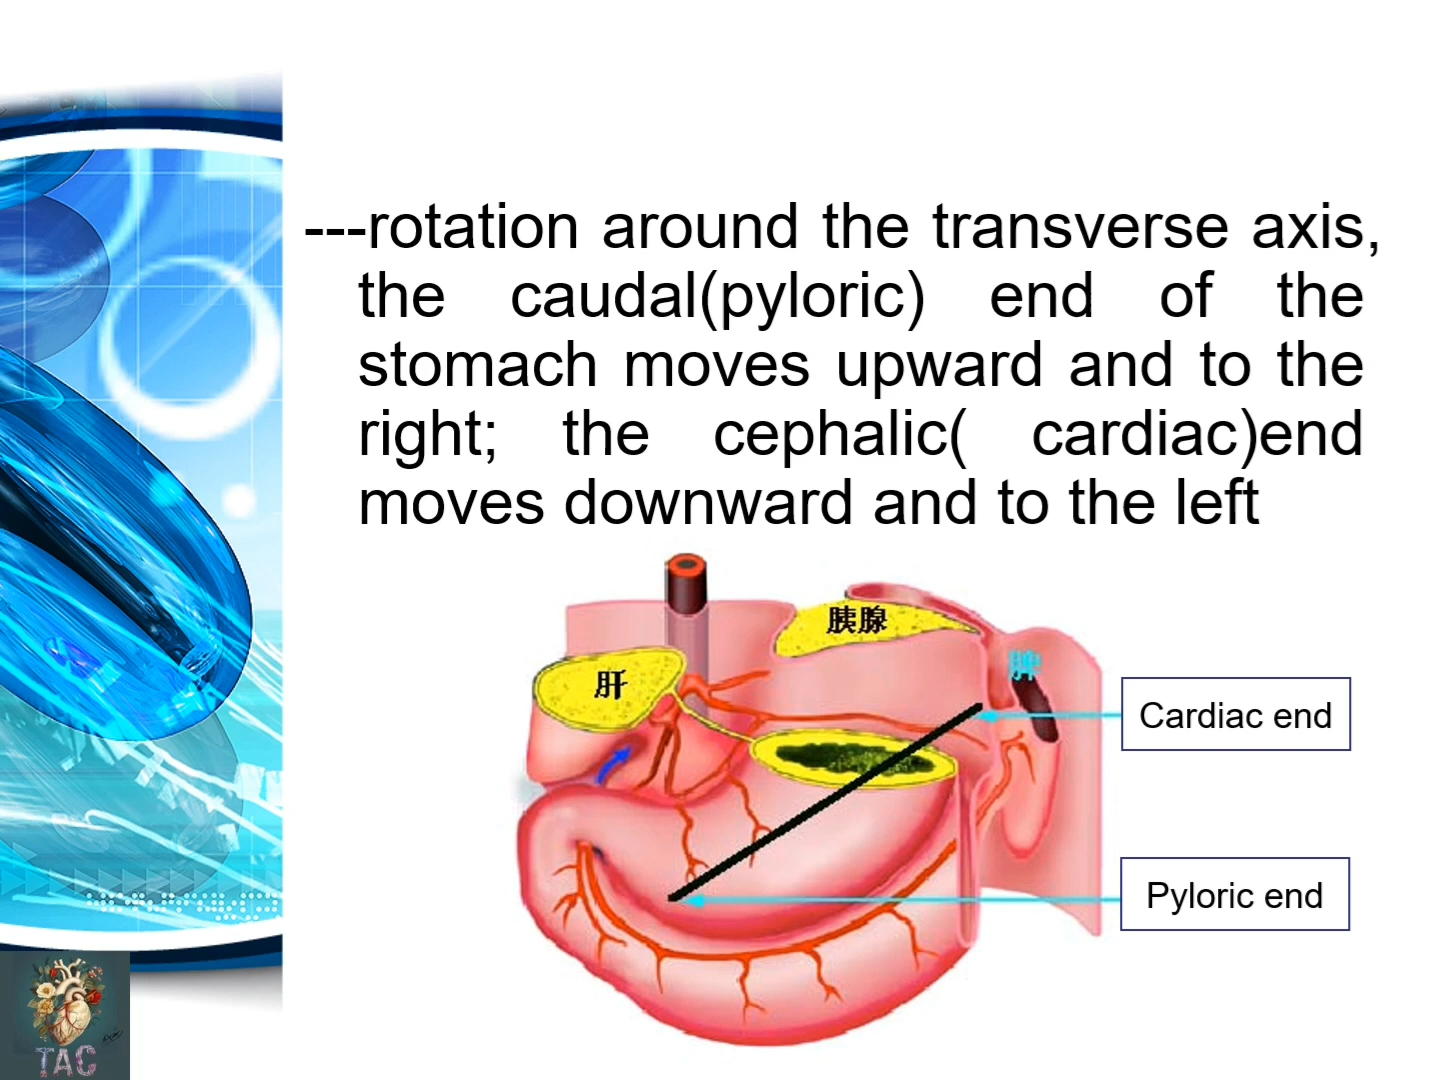 ---rotation around the transverse axis,
the caudal(pyloric) end of the
stomach moves upward and to the
right; the cephalic( cardiac)end
moves downward and to the left
胰腺
肝
脾
Cardiac end
Pyloric end
TAC